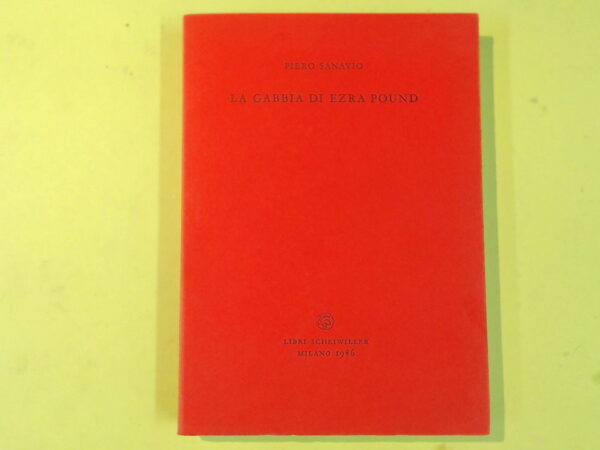 PIERO SANAVIO
LA GABBIA DI EZRA POUND
LIBRI SCHEIWILLER
MILANO 1986